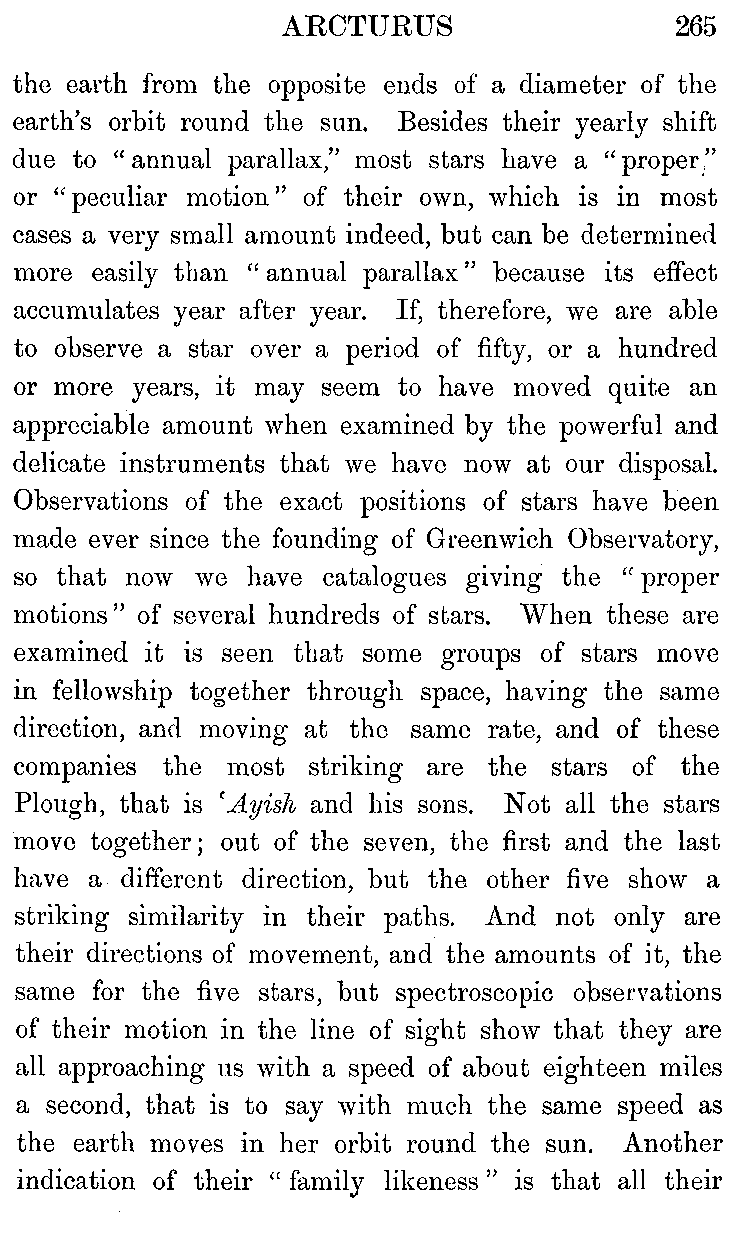 ARCTURUS 265
the earth from the opposite ends of a diameter of the
earth's orbit round the sun. Besides their yearly shift
due to "annual parallax," most stars have a "proper,"
or "peculiar motion" of their own, which is in most
cases a very small amount indeed, but can be determined
more easily than "annual parallax" because its effect
accumulates year after year. If, therefore, we are able
to observe a star over a period of fifty, or a hundred
or more years, it may seem to have moved quite an
appreciable amount when examined by the powerful and
delicate instruments that we have now at our disposal.
Observations of the exact positions of stars have been
made ever since the founding of Greenwich Observatory,
so that now we have catalogues giving the "proper
motions" of several hundreds of stars. When these are
examined it is seen that some groups of stars move
in fellowship together through space, having the same
direction, and moving at the same rate, and of these
companies the most striking are the stars of the
Plough, that is ‘Ayish and his sons. Not all the stars
move together; out of the seven, the first and the last
have a different direction, but the other five show a
striking similarity in their paths. And not only are
their directions of movement, and the amounts of it, the
same for the five stars, but spectroscopic observations
of their motion in the line of sight show that they are
all approaching us with a speed of about eighteen miles
a second, that is to say with much the same speed as
the earth moves in her orbit round the sun. Another
indication of their "family likeness" is that all their